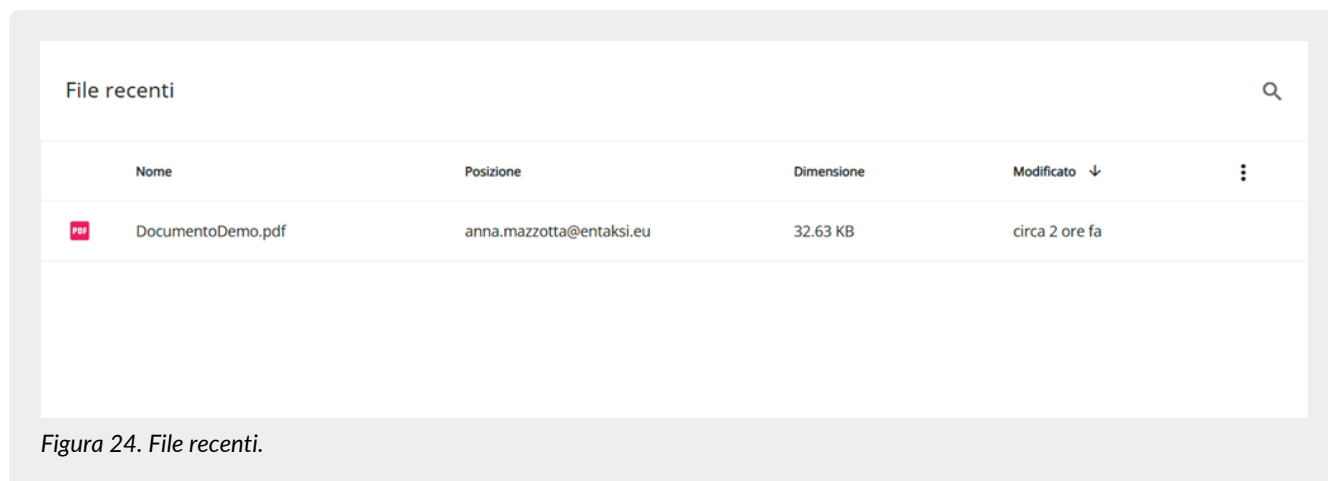 File recenti
Nome Posizione Dimensione Modificato
PDF DocumentoDemo.pdf anna.mazzotta@entaksi.eu 32.63 KB circa 2 ore fa
Figura 24. File recenti.